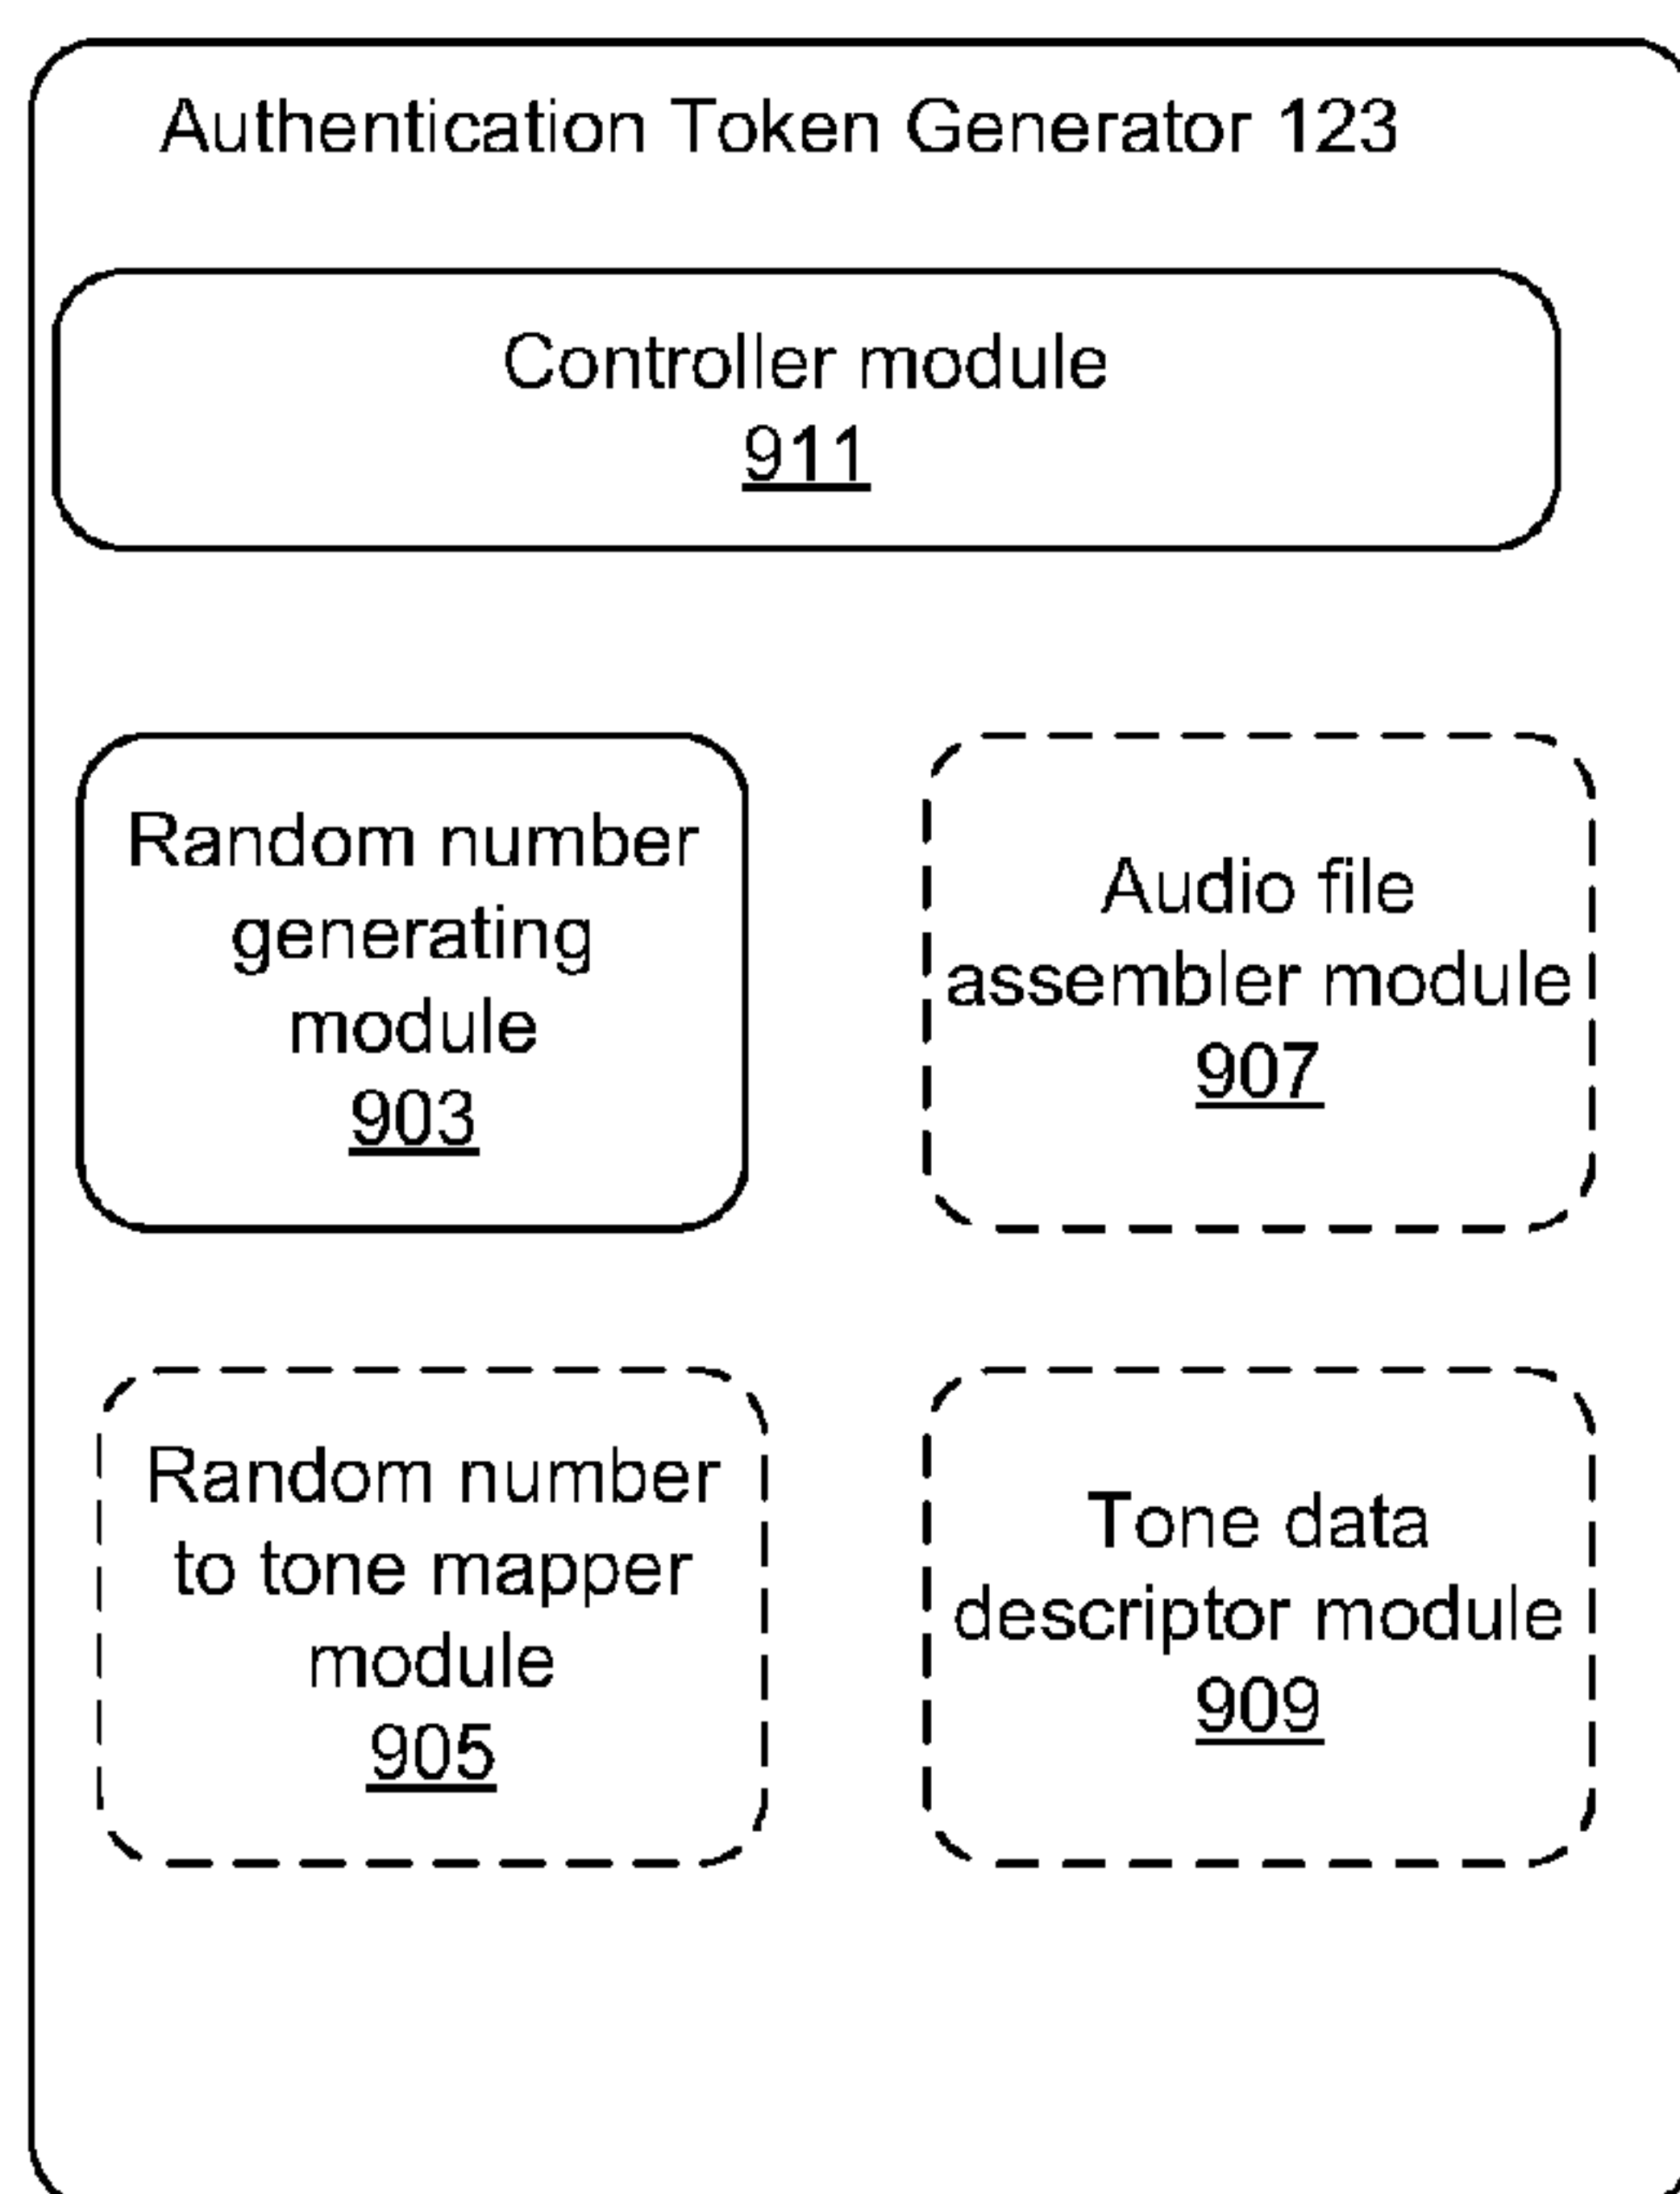 Authentication Token Generator 123
Controller module
911
Random number
generating
module
903
Audio file
assembler module
907
Random number
to tone mapper
module
905
Tone data
descriptor module
909